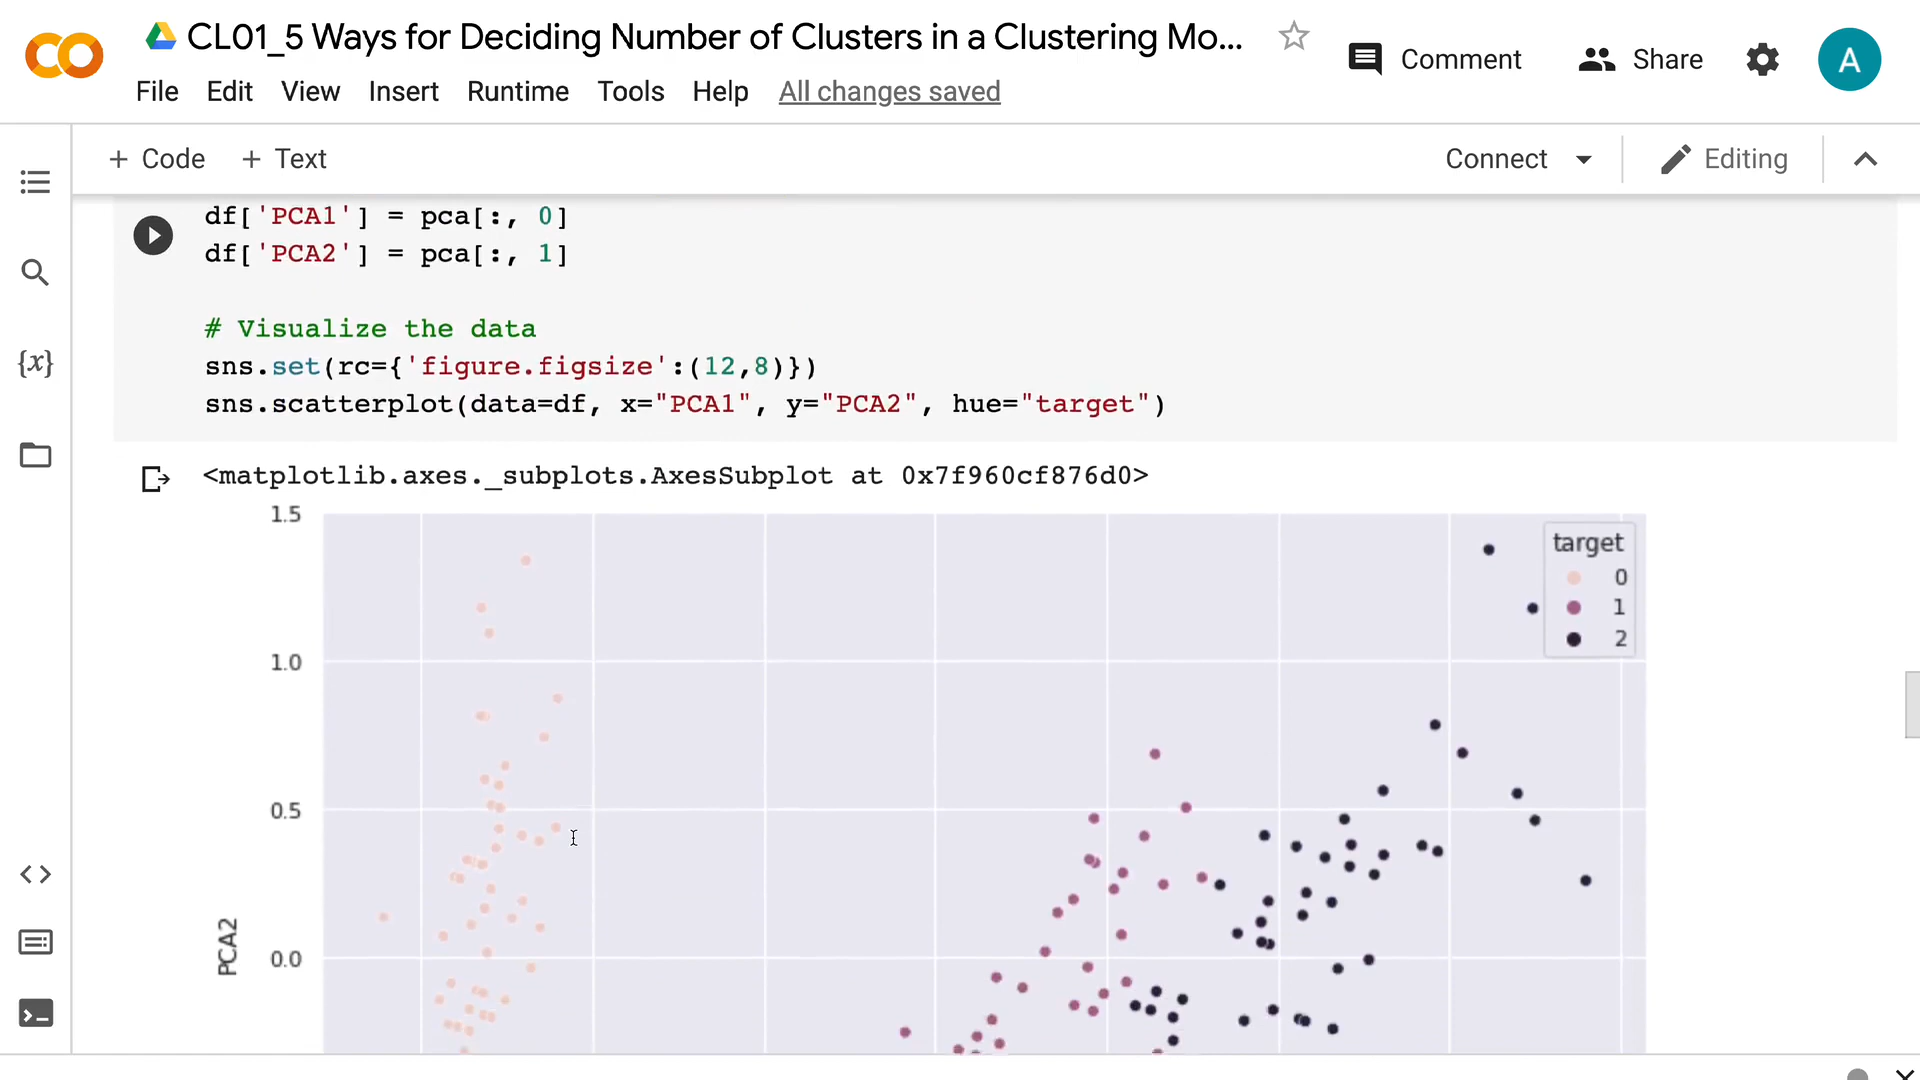 CL01_5 Ways for Deciding Number of Clusters in a Clustering Mo...
Comment
Share
A
File Edit View Insert Runtime Tools Help All changes saved
+ Code + Text
Connect
Editing
df['PCA1'] = pca[:, 0]
df['PCA2'] = pca[:, 1]
# Visualize the data
sns.set(rc={'figure.figsize':(12,8)})
sns.scatterplot(data=df, x="PCA1", y="PCA2", hue="target")
<matplotlib.axes._subplots.AxesSubplot at 0x7f960cf876d0>
1.5
target
0
1
2
1.0
0.5
PCA2
0.0
{x}